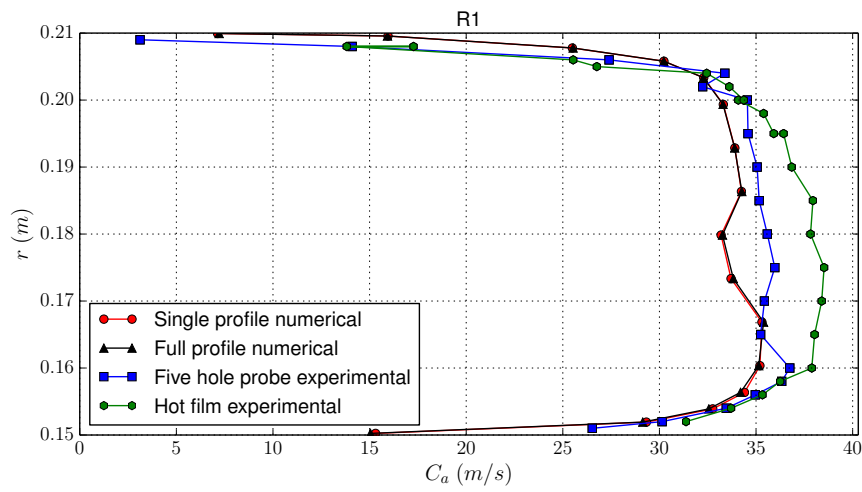 R1
0.21
0.20
0.19
0.18
0.17
0.16
0.15
r (m)
Single profile numerical
Full profile numerical
Five hole probe experimental
Hot film experimental
0 5 10 15 20 25 30 35 40
C_a (m/s)